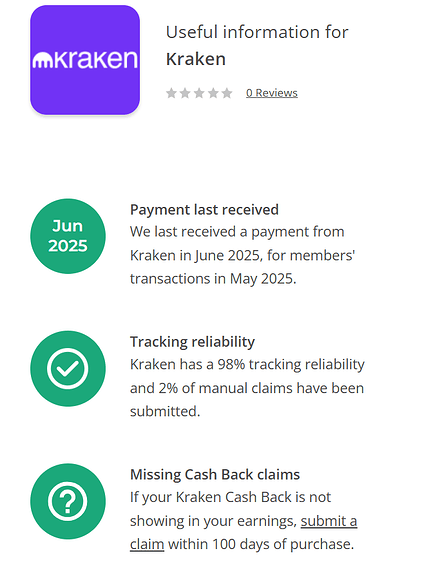 Useful information for
Kraken
kraken
0 Reviews
Jun
2025
Payment last received
We last received a payment from
Kraken in June 2025, for members'
transactions in May 2025.
Tracking reliability
Kraken has a 98% tracking reliability
and 2% of manual claims have been
submitted.
Missing Cash Back claims
If your Kraken Cash Back is not
showing in your earnings, submit a
claim within 100 days of purchase.